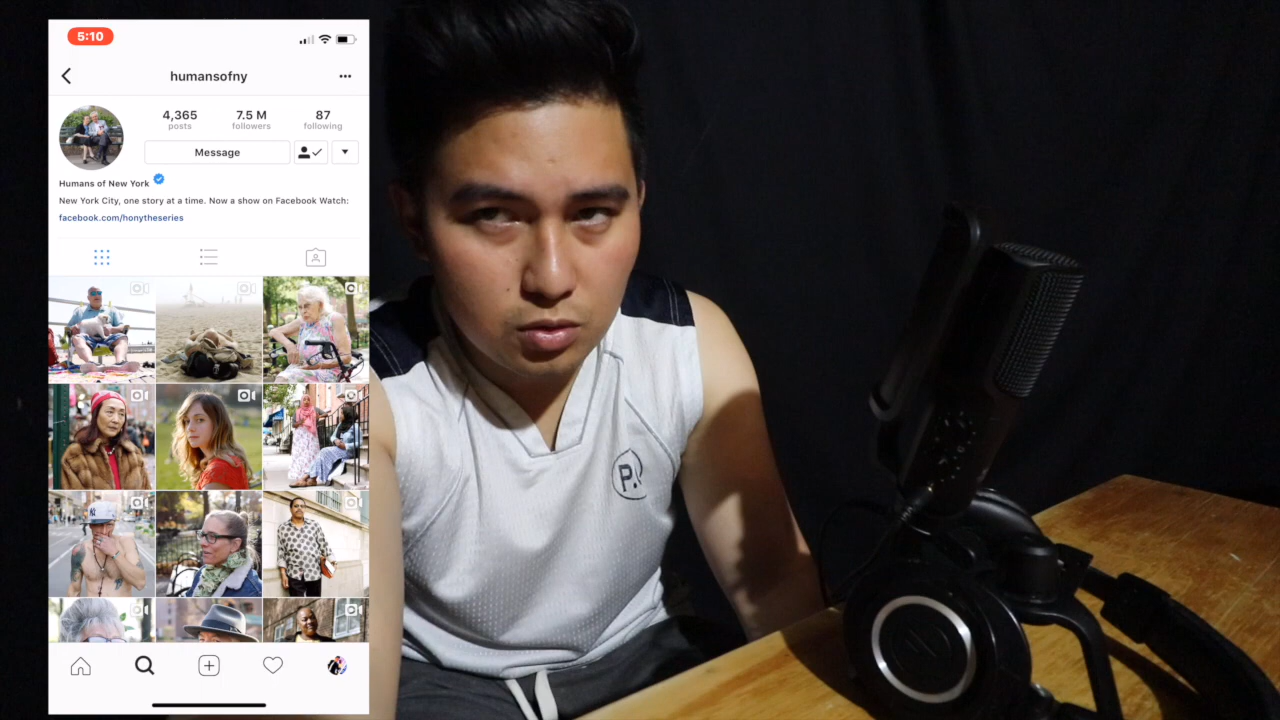 5:10
humansofny
4,365 7.5 M 87
posts followers following
Message
Humans of New York
New York City, one story at a time. Now a show on Facebook Watch:
facebook.com/honytheseries
P.